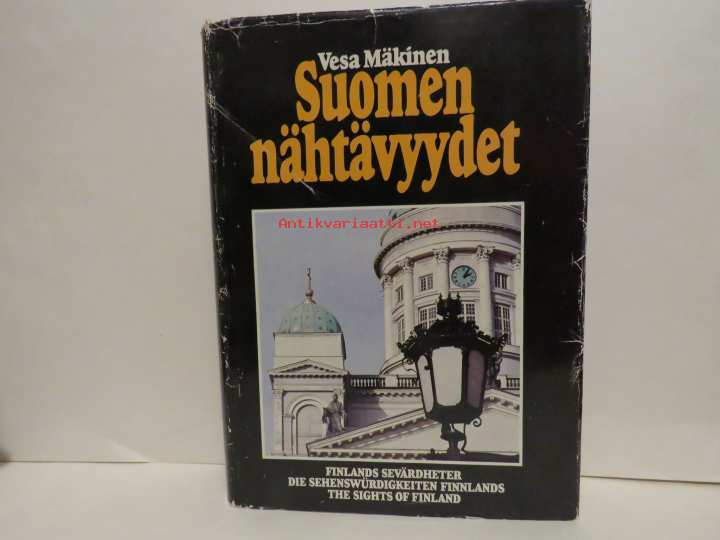 Vesa Mäkinen
Suomen
nähtävyydet
Antikvariaatti.net
FINLANDS SEVÄRDHETER
DIE SEHENSWÜRDIGKEITEN FINNLANDS
THE SIGHTS OF FINLAND